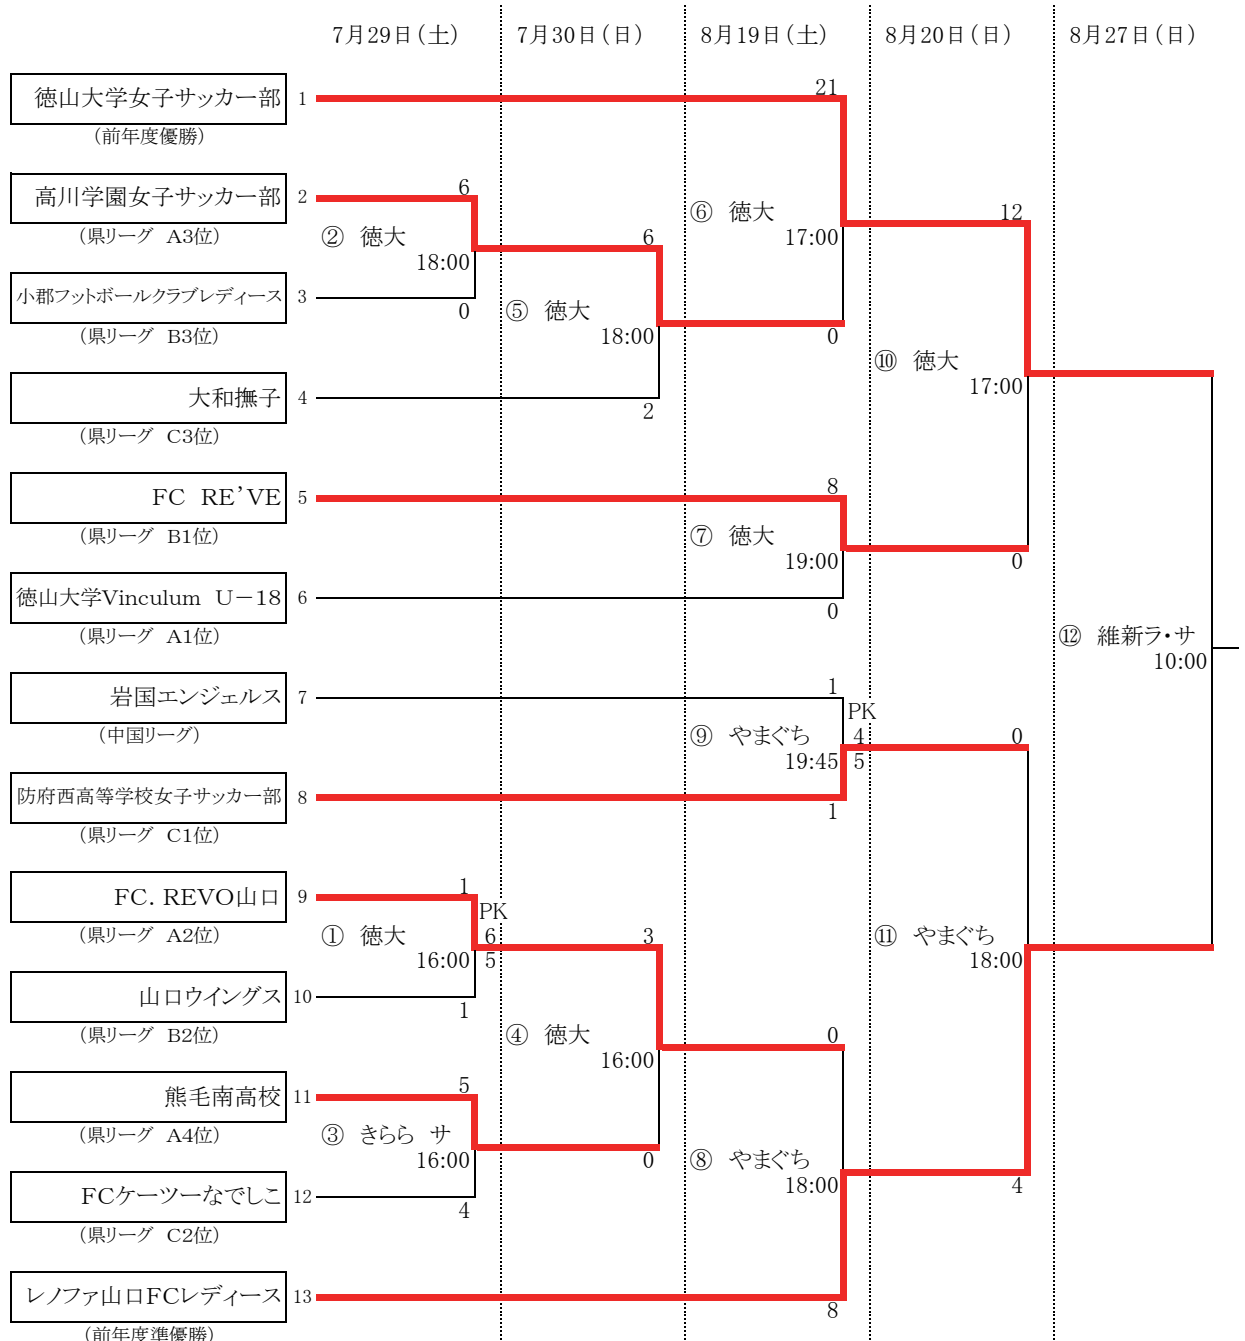 7月29日(土) 7月30日(日) 8月19日(土) 8月20日(日) 8月27日(日)
徳山大学女子サッカー部 1 21
(前年度優勝)
高川学園女子サッカー部 2 6 ⑥ 徳大 12
(県リーグ A3位) ② 徳大 6 17:00
18:00
小郡フットボールクラブレディース 3 0 ⑤ 徳大
(県リーグ B3位) 18:00 0
⑩ 徳大
17:00
大和撫子 4 2
(県リーグ C3位)
FC RE’VE 5 8
(県リーグ B1位) ⑦ 徳大
19:00 0
徳山大学Vinculum U-18 6 0
(県リーグ A1位) ⑫ 維新ラ・サ
10:00
岩国エンジェルス 7 1
PK
(中国リーグ) ⑨ やまぐち 4 0
19:45 5
防府西高等学校女子サッカー部 8 1
(県リーグ C1位)
FC.REVO山口 9 1
PK
(県リーグ A2位) ① 徳大 6 3 ⑪ やまぐち
16:00 5 18:00
山口ウイングス 10 1
(県リーグ B2位) ④ 徳大 0
16:00
熊毛南高校 11 5
(県リーグ A4位) ③ きらら サ
16:00 0 ⑧ やまぐち
18:00 4
FCケーツーなでしこ 12 4
(県リーグ C2位)
レノファ山口FCレディース 13 8
(前年度準優勝)